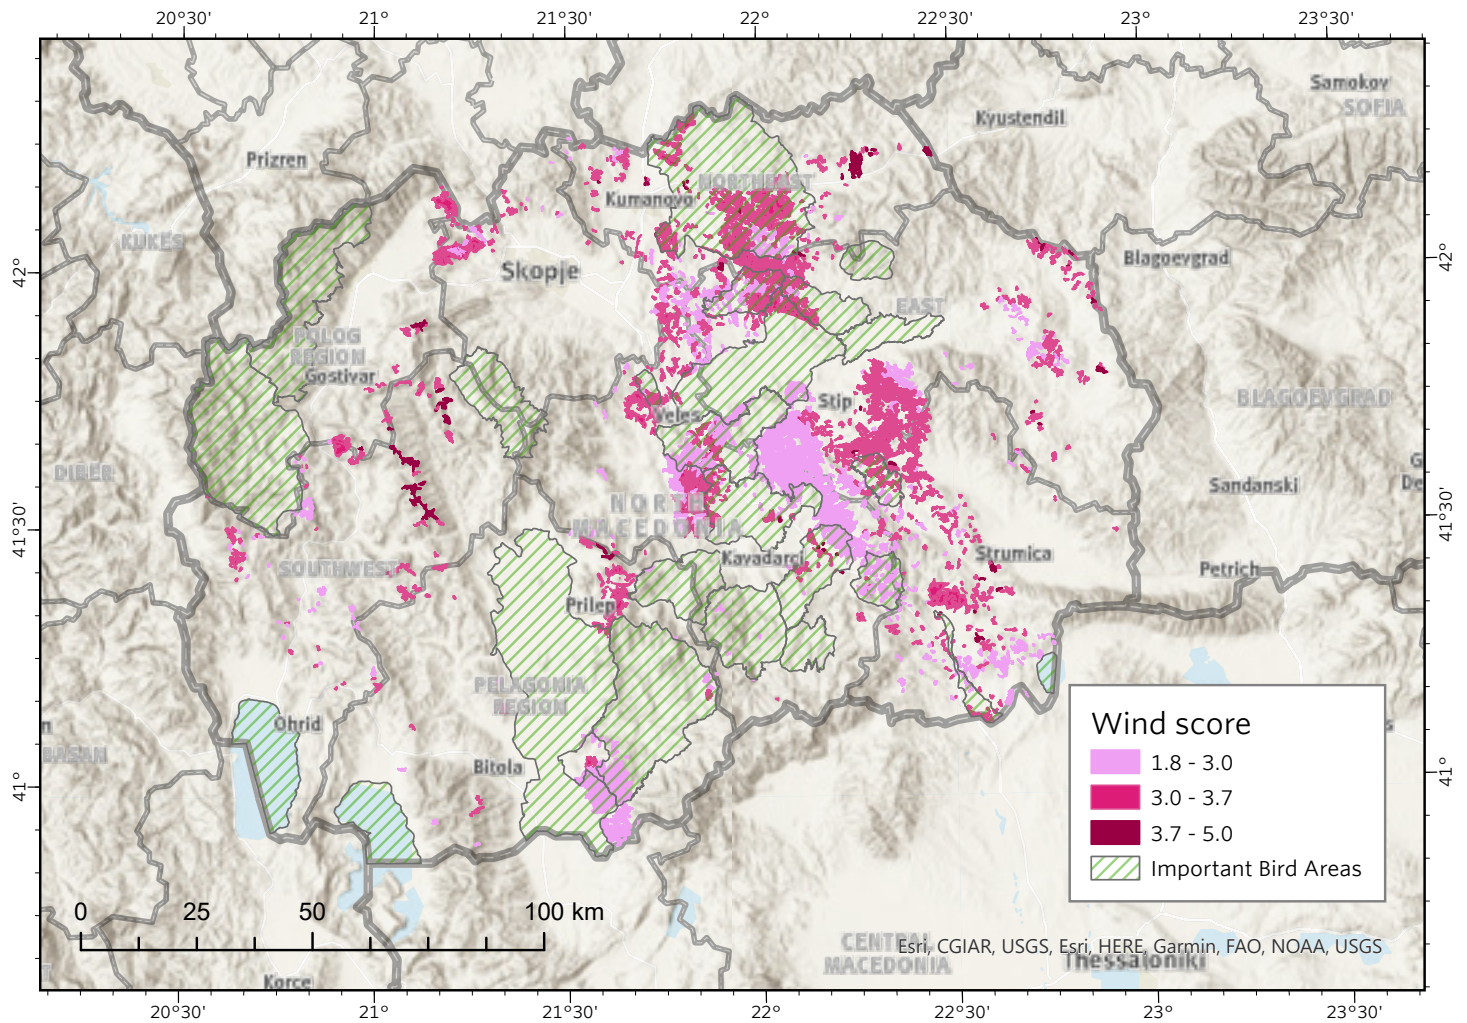 20°30' 21° 21°30' 22° 22°30' 23° 23°30'
Samokov
SOFIA
Kyustendil
Prizren
NORTHEAST
Kumanovo
KUKËS
Blagoevgrad
42° 42°
Skopje
EAST
POLOG
REGION
Gostivar
BLAGOEVGRAD
Stip
Veles
DIBER
G
De
Sandanski
NORTH
MACEDONIA
41°30' 41°30'
Kavadarci
Strumica
Petrich
SOUTHWEST
Prilep
PELAGONIA
REGION
Ohrid
n
BASAN
s
Bitola
41° 41°
Wind score
1.8 - 3.0
3.0 - 3.7
3.7 - 5.0
Important Bird Areas
0 25 50 100 km
CENTRAL
MACEDONIA
Esri, CGIAR, USGS, Esri, HERE, Garmin, FAO, NOAA, USGS
Thessaloniki
Korce
20°30' 21° 21°30' 22° 22°30' 23° 23°30'